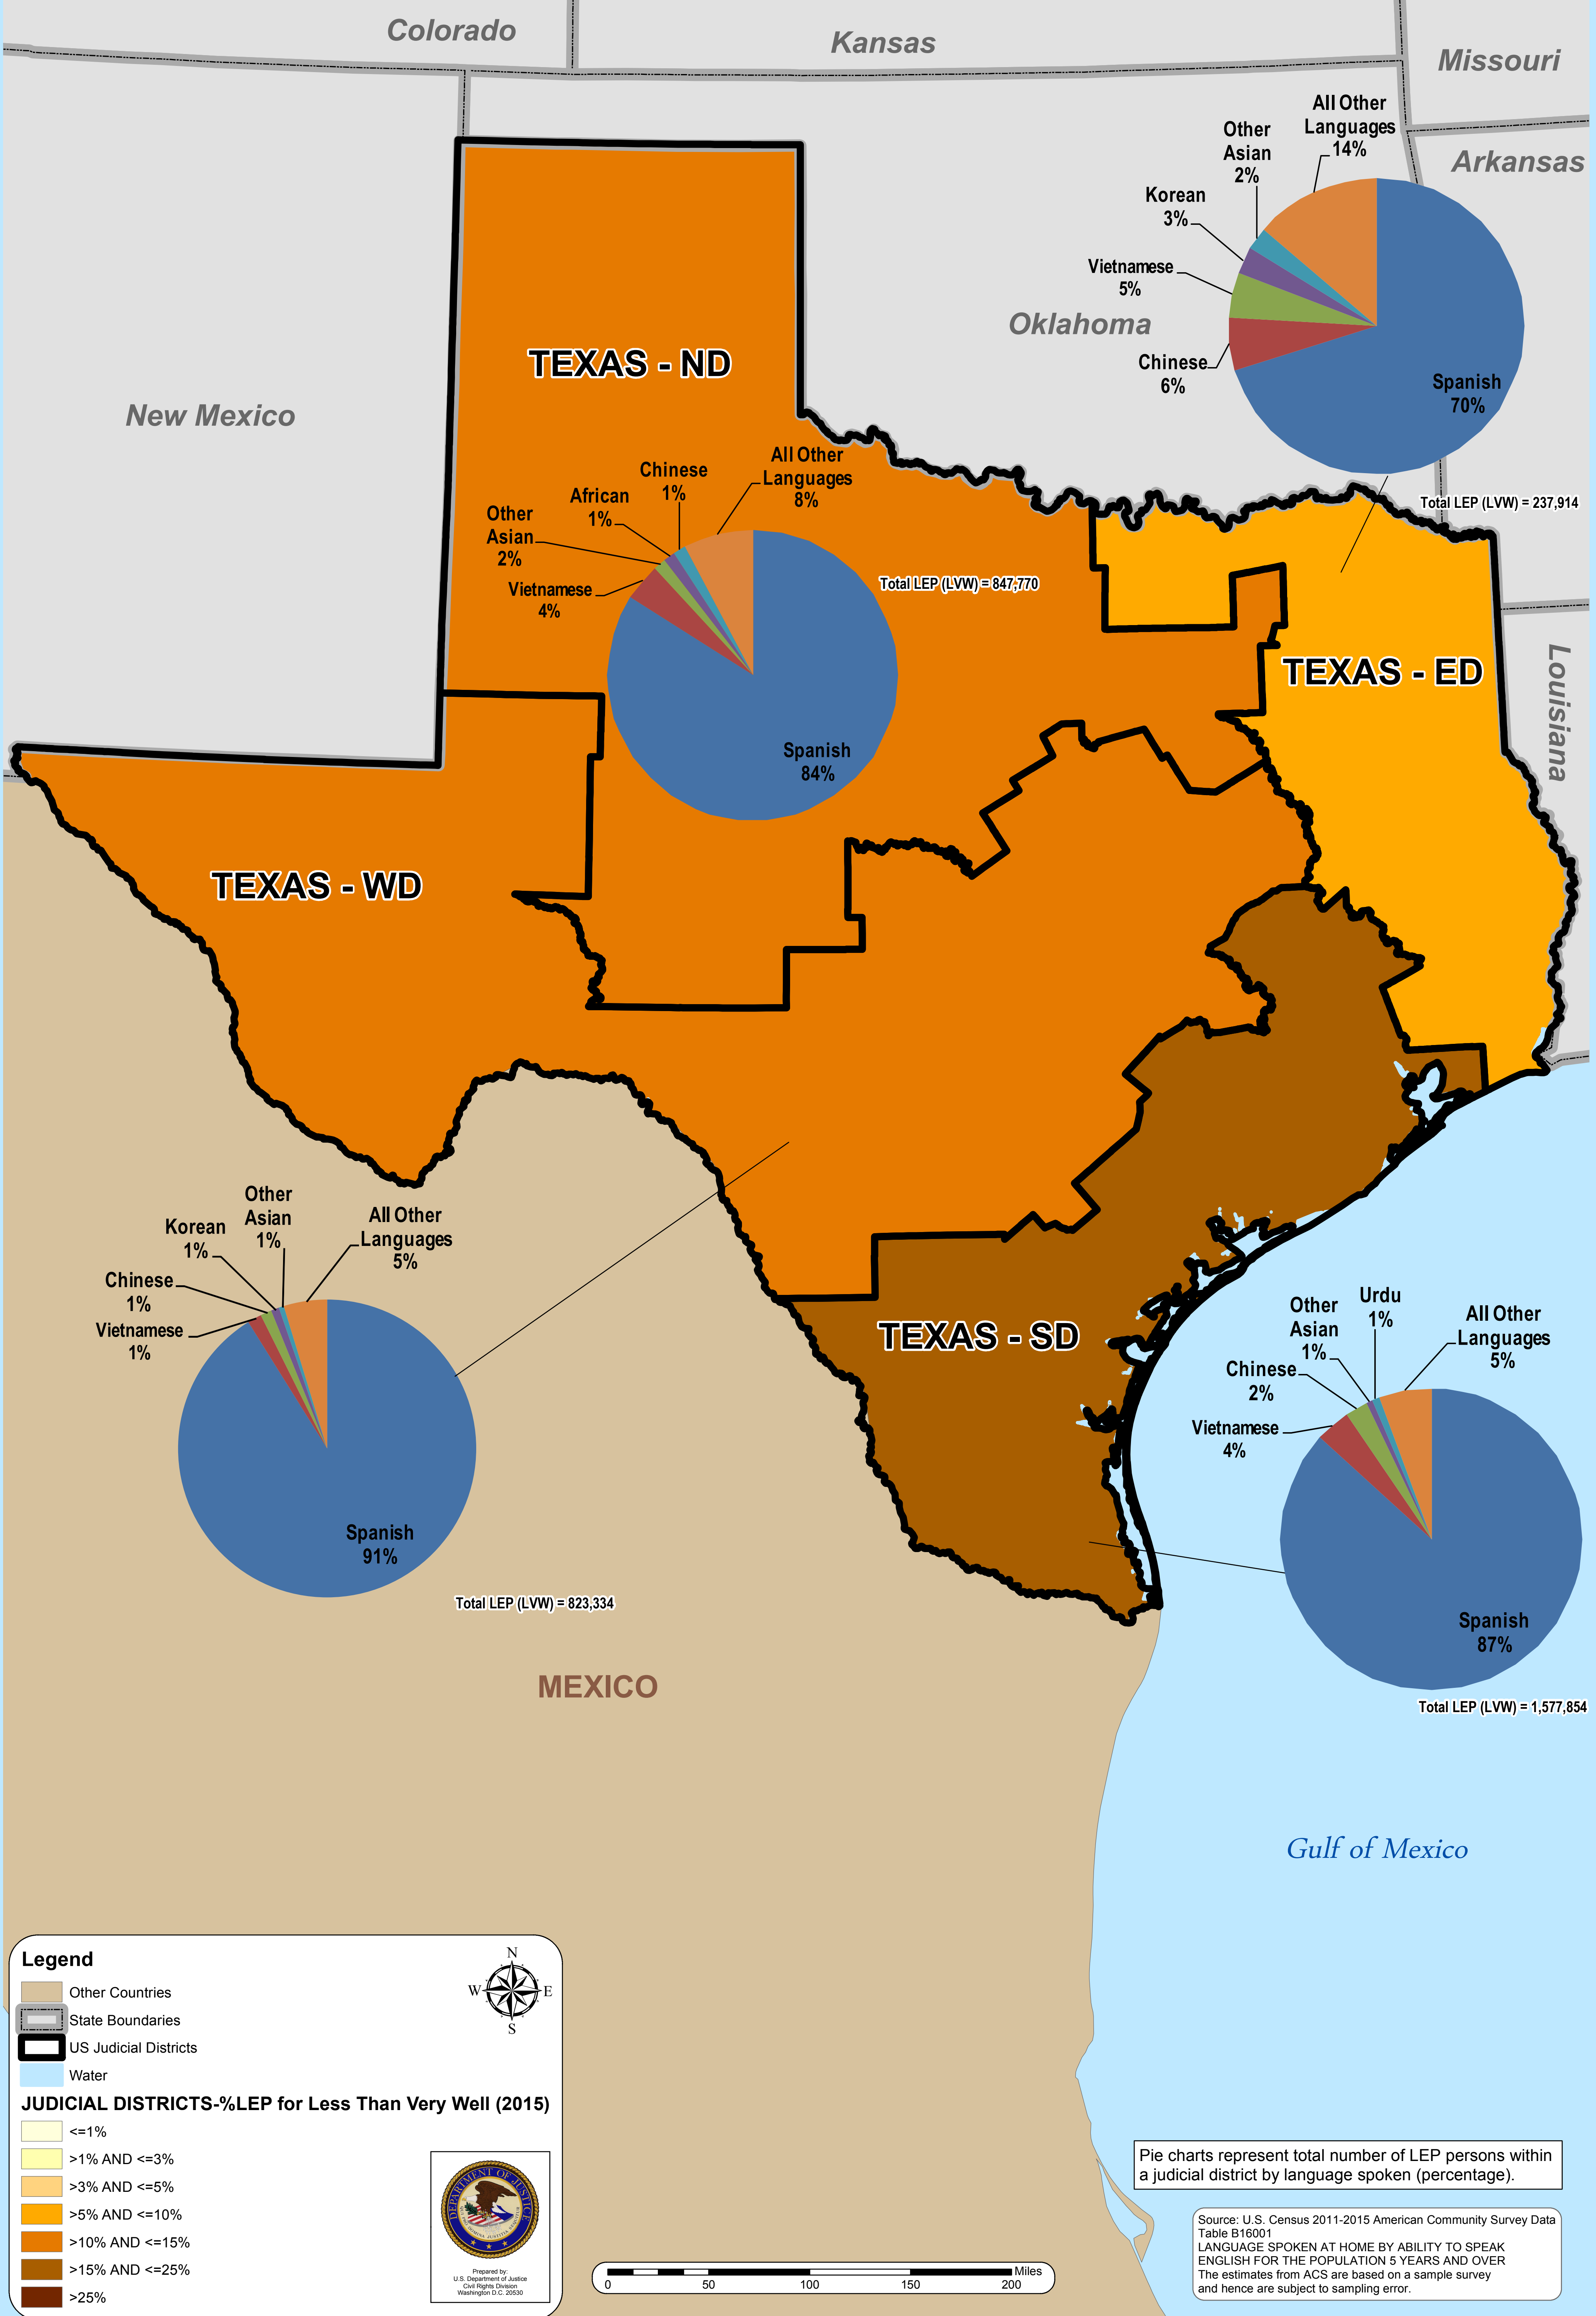 Colorado
Kansas
Missouri
Arkansas
Oklahoma
New Mexico
Louisiana
All Other
Languages
14%
Other
Asian
2%
Korean
3%
Vietnamese
5%
Chinese
6%
Spanish
70%
Total LEP (LVW) = 237,914
TEXAS - ND
All Other
Languages
8%
Chinese
1%
African
1%
Other
Asian
2%
Vietnamese
4%
Spanish
84%
Total LEP (LVW) = 847,770
TEXAS - ED
TEXAS - WD
Other
Asian
1%
Korean
1%
All Other
Languages
5%
Chinese
1%
Vietnamese
1%
Spanish
91%
Total LEP (LVW) = 823,334
TEXAS - SD
Urdu
1%
Other
Asian
1%
All Other
Languages
5%
Chinese
2%
Vietnamese
4%
Spanish
87%
Total LEP (LVW) = 1,577,854
MEXICO
Gulf of Mexico
Legend
Other Countries
State Boundaries
US Judicial Districts
Water
N
W
E
S
JUDICIAL DISTRICTS-%LEP for Less Than Very Well (2015)
<=1%
>1% AND <=3%
>3% AND <=5%
>5% AND <=10%
>10% AND <=15%
>15% AND <=25%
>25%
DEPARTMENT OF JUSTICE
Prepared by:
U.S. Department of Justice
Civil Rights Division
Washington D.C. 20530
Miles
0
50
100
150
200
Pie charts represent total number of LEP persons within
a judicial district by language spoken (percentage).
Source: U.S. Census 2011-2015 American Community Survey Data
Table B16001
LANGUAGE SPOKEN AT HOME BY ABILITY TO SPEAK
ENGLISH FOR THE POPULATION 5 YEARS AND OVER
The estimates from ACS are based on a sample survey
and hence are subject to sampling error.